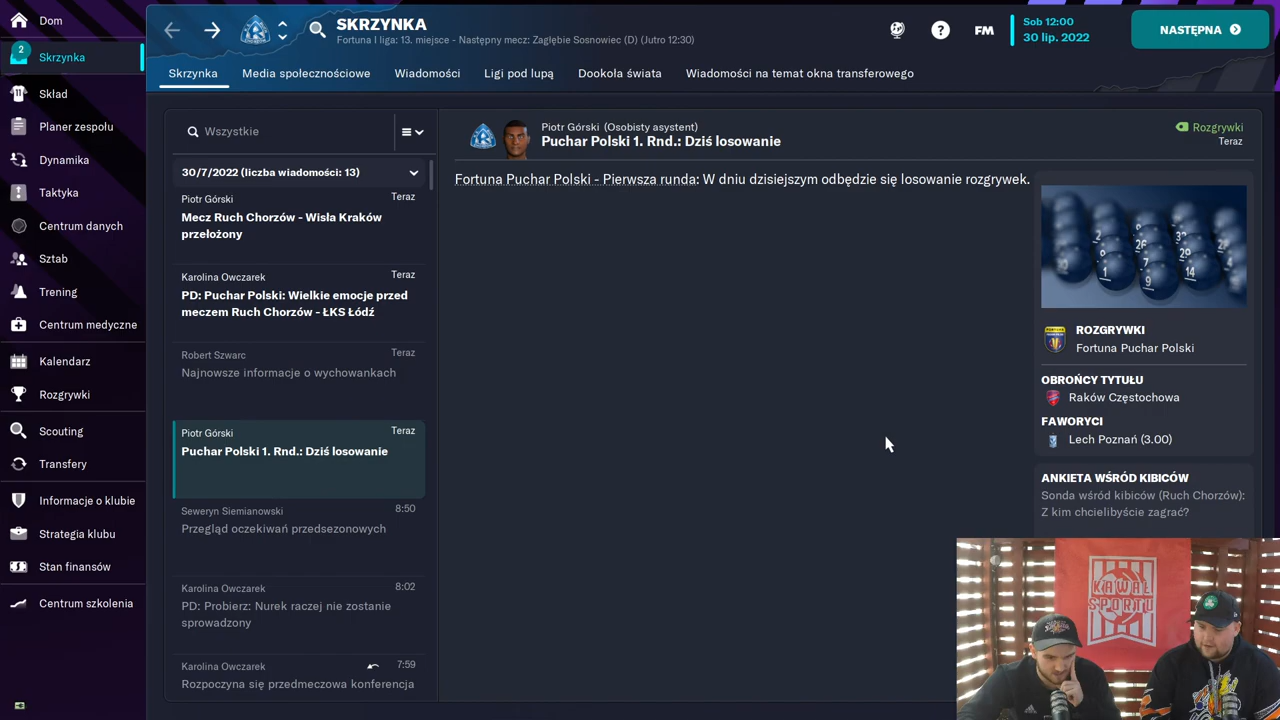 Dom
2
Skrzynka
Skład
Planer zespołu
Dynamika
Taktyka
Centrum danych
Sztab
Trening
Centrum medyczne
Kalendarz
Rozgrywki
Scouting
Transfery
Informacje o klubie
Strategia klubu
Stan finansów
Centrum szkolenia
SKRZYNKA
Fortuna I liga: 13. miejsce - Następny mecz: Zagłębie Sosnowiec (D) (Jutro 12:30)
FM
Sob 12:00
30 lip. 2022
NASTĘPNA
Skrzynka
Media społecznościowe
Wiadomości
Ligi pod lupą
Dookoła świata
Wiadomości na temat okna transferowego
Wszystkie
30/7/2022 (liczba wiadomości: 13)
Piotr Górski
Teraz
Mecz Ruch Chorzów - Wisła Kraków
przełożony
Karolina Owczarek
Teraz
PD: Puchar Polski: Wielkie emocje przed
meczem Ruch Chorzów - ŁKS Łódź
Robert Szwarc
Teraz
Najnowsze informacje o wychowankach
Piotr Górski
Teraz
Puchar Polski 1. Rnd.: Dziś losowanie
Seweryn Siemianowski
8:50
Przegląd oczekiwań przedsezonowych
Karolina Owczarek
8:02
PD: Probierz: Nurek raczej nie zostanie
sprowadzony
Karolina Owczarek
7:59
Rozpoczyna się przedmeczowa konferencja
Piotr Górski (Osobisty asystent)
Puchar Polski 1. Rnd.: Dziś losowanie
Rozgrywki
Teraz
Fortuna Puchar Polski - Pierwsza runda: W dniu dzisiejszym odbędzie się losowanie rozgrywek.
ROZGRYWKI
Fortuna Puchar Polski
OBROŃCY TYTUŁU
Raków Częstochowa
FAWORYCI
Lech Poznań (3.00)
ANKIETA WŚRÓD KIBICÓW
Sonda wśród kibiców (Ruch Chorzów):
Z kim chcielibyście zagrać?
KAWAŁ
SPORTU